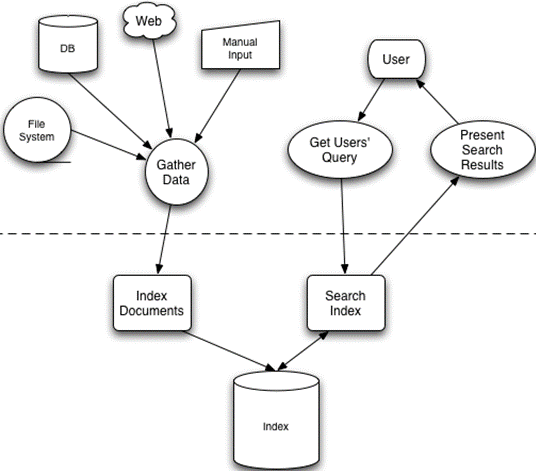 Web
DB
Manual
Input
User
File
System
Gather
Data
Get Users'
Query
Present
Search
Results
Index
Documents
Search
Index
Index